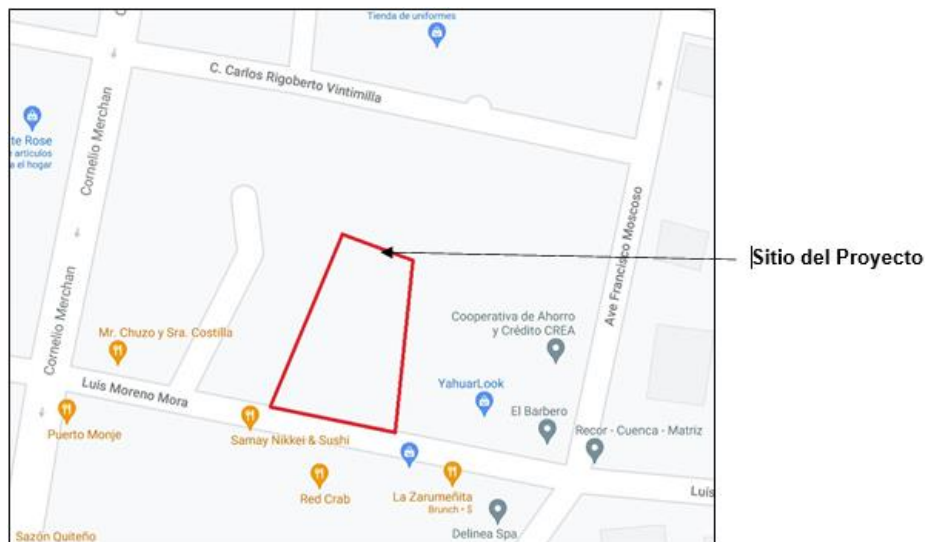 Tienda de uniformes
C. Carlos Rigoberto Vintimilla
Cornelio Merchan
te Rose
e artículos
a el hogar
Ave Francisco Moscoso
Sitio del Proyecto
Cornelio Merchan
Mr. Chuzo y Sra. Costilla
Cooperativa de Ahorro
y Crédito CREA
Luis Moreno Mora
YahuarLook
El Barbero
Puerto Monje
Samay Nikkei & Sushi
Recor - Cuenca - Matriz
Red Crab
La Zarumeñita
Brunch • $
Luis
Delinea Spa
Sazón Quiteño